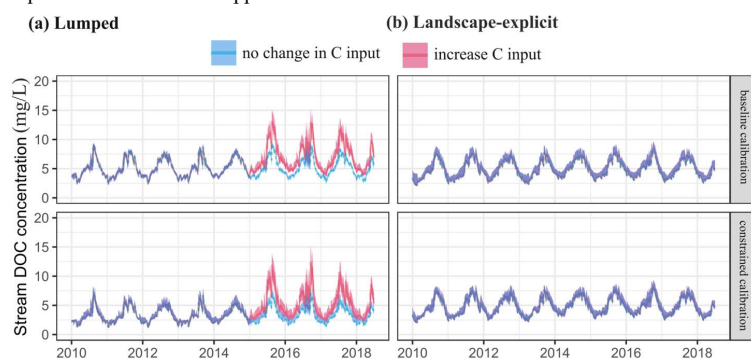 (a) Lumped
(b) Landscape-explicit
no change in C input
increase C input
Stream DOC concentration (mg/L)
20
15
10
5
0
baseline calibration
20
15
10
5
0
constrained calibration
2010 2012 2014 2016 2018
2010 2012 2014 2016 2018